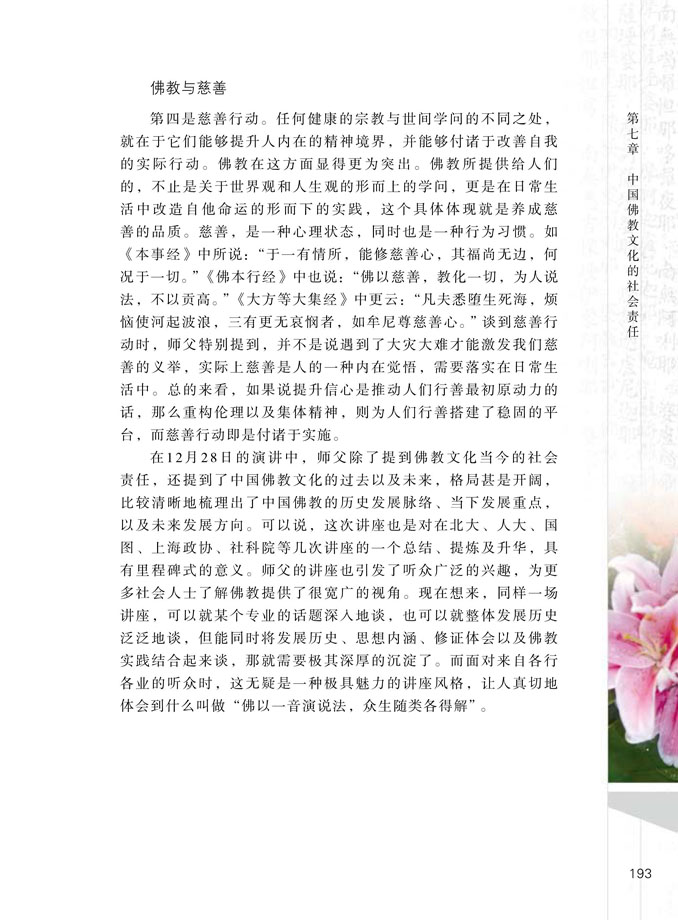 佛教与慈善
第四是慈善行动。任何健康的宗教与世间学问的不同之处，
就在于它们能够提升人内在的精神境界，并能够付诸于改善自我
的实际行动。佛教在这方面显得更为突出。佛教所提供给人们
的，不止是关于世界观和人生观的形而上的学问，更是在日常生
活中改造自他命运的形而下的实践，这个具体体现就是养成慈
善的品质。慈善，是一种心理状态，同时也是一种行为习惯。如
《本事经》中所说：“于一有情所，能修慈善心，其福尚无边，何
况于一切。”《佛本行经》中也说：“佛以慈善，教化一切，为人说
法，不以贡高。”《大方等大集经》中更云：“凡夫悉堕生死海，烦
恼使河起波浪，三有更无哀悯者，如牟尼尊慈善心。”谈到慈善行
动时，师父特别提到，并不是说遇到了大灾大难才能激发我们慈
善的义举，实际上慈善是人的一种内在觉悟，需要落实在日常生
活中。总的来看，如果说提升信心是推动人们行善最初原动力的
话，那么重构伦理以及集体精神，则为人们行善搭建了稳固的平
台，而慈善行动即是付诸于实施。
在12月28日的演讲中，师父除了提到佛教文化当今的社会
责任，还提到了中国佛教文化的过去以及未来，格局甚是开阔，
比较清晰地梳理出了中国佛教的历史发展脉络、当下发展重点，
以及未来发展方向。可以说，这次讲座也是对在北大、人大、国
图、上海政协、社科院等几次讲座的一个总结、提炼及升华，具
有里程碑式的意义。师父的讲座也引发了听众广泛的兴趣，为更
多社会人士了解佛教提供了很宽广的视角。现在想来，同样一场
讲座，可以就某个专业的话题深入地谈，也可以就整体发展历史
泛泛地谈，但能同时将发展历史、思想内涵、修证体会以及佛教
实践结合起来谈，那就需要极其深厚的沉淀了。而面对来自各行
各业的听众时，这无疑是一种极具魅力的讲座风格，让人真切地
体会到什么叫做“佛以一音演说法，众生随类各得解”。
第七章 中国佛教文化的社会责任
193